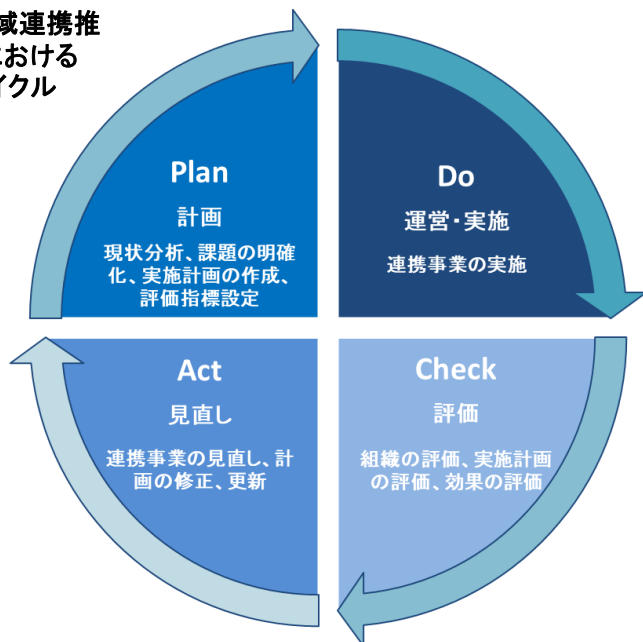 域連携推
における
イクル
Plan
計画
現状分析、課題の明確
化、実施計画の作成、
評価指標設定
Do
運営・実施
連携事業の実施
Act
見直し
連携事業の見直し、計
画の修正、更新
Check
評価
組織の評価、実施計画
の評価、効果の評価